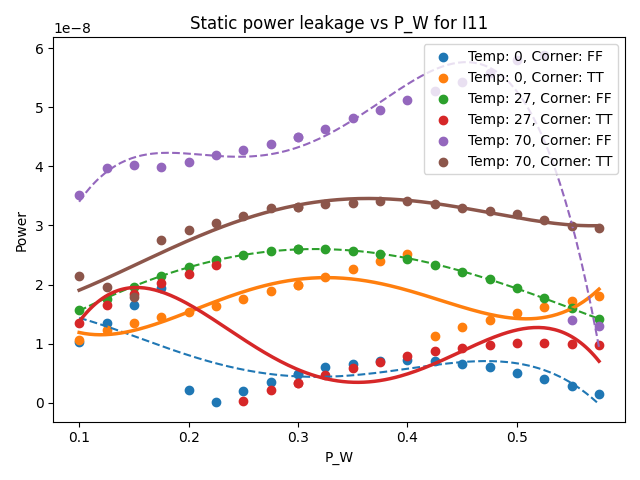 Static power leakage vs P_W for I11
1e−8
Temp: 0, Corner: FF
Temp: 0, Corner: TT
Temp: 27, Corner: FF
Temp: 27, Corner: TT
Temp: 70, Corner: FF
Temp: 70, Corner: TT
6
5
4
3
2
1
0
Power
0.1 0.2 0.3 0.4 0.5
P_W